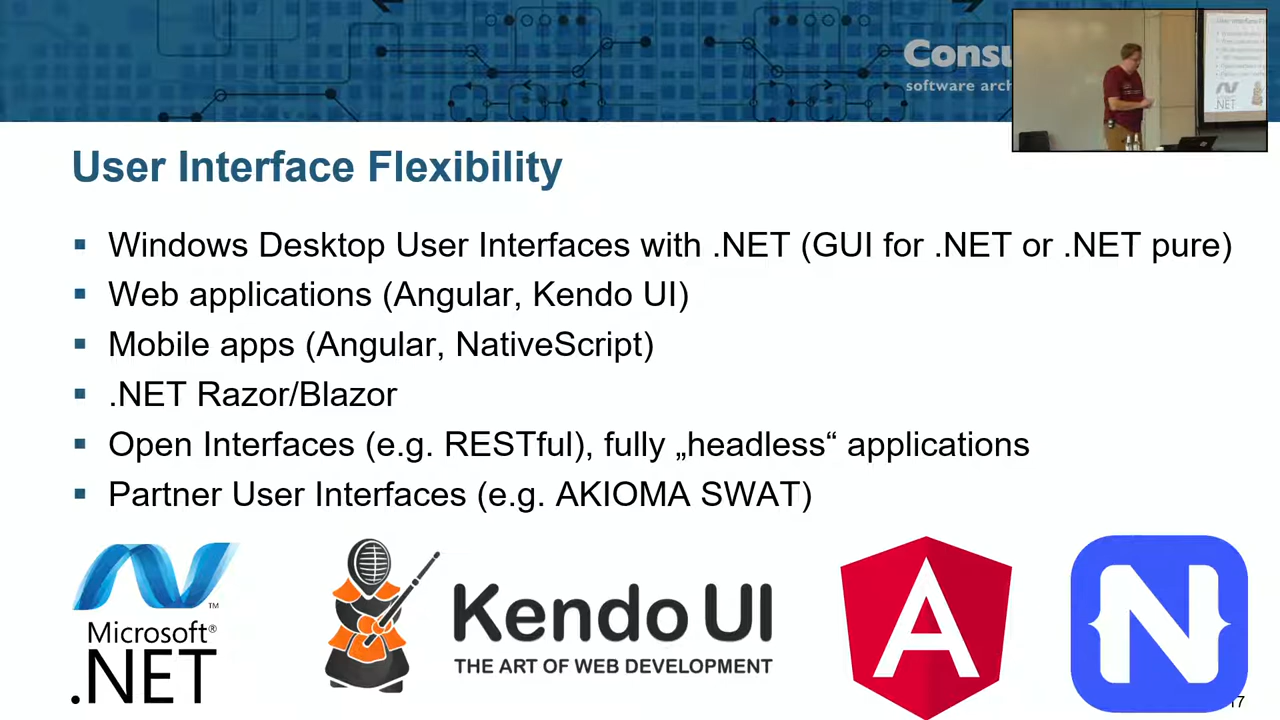 Consu
software arch
User Interface Flexibility
▪ Windows Desktop User Interfaces with .NET (GUI for .NET or .NET pure)
▪ Web applications (Angular, Kendo UI)
▪ Mobile apps (Angular, NativeScript)
▪ .NET Razor/Blazor
▪ Open Interfaces (e.g. RESTful), fully „headless“ applications
▪ Partner User Interfaces (e.g. AKIOMA SWAT)
TM
Microsoft®
.NET
Kendo UI
THE ART OF WEB DEVELOPMENT
A
N
17